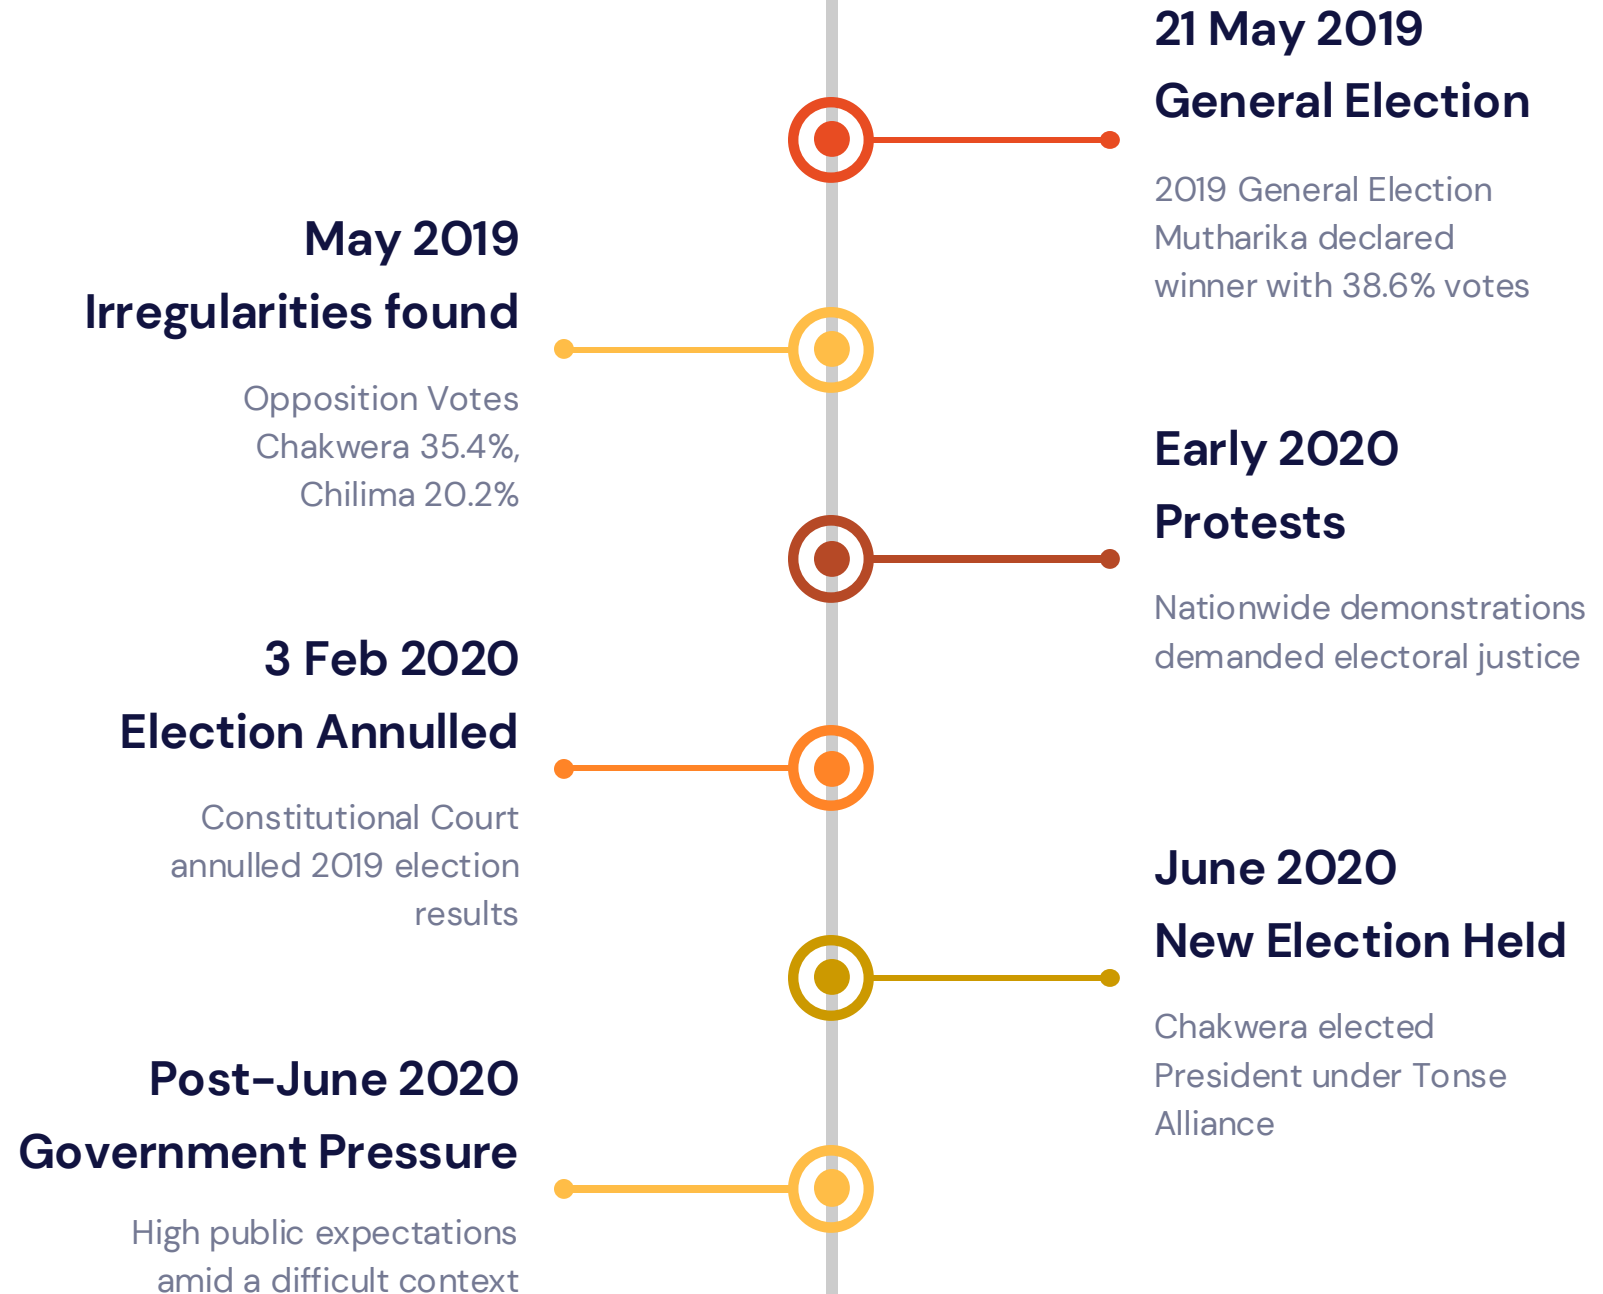 21 May 2019
General Election
2019 General Election
Mutharika declared
winner with 38.6% votes
May 2019
Irregularities found
Opposition Votes
Chakwera 35.4%,
Chilima 20.2%
Early 2020
Protests
Nationwide demonstrations
demanded electoral justice
3 Feb 2020
Election Annulled
Constitutional Court
annulled 2019 election
results
June 2020
New Election Held
Chakwera elected
President under Tonse
Alliance
Post-June 2020
Government Pressure
High public expectations
amid a difficult context